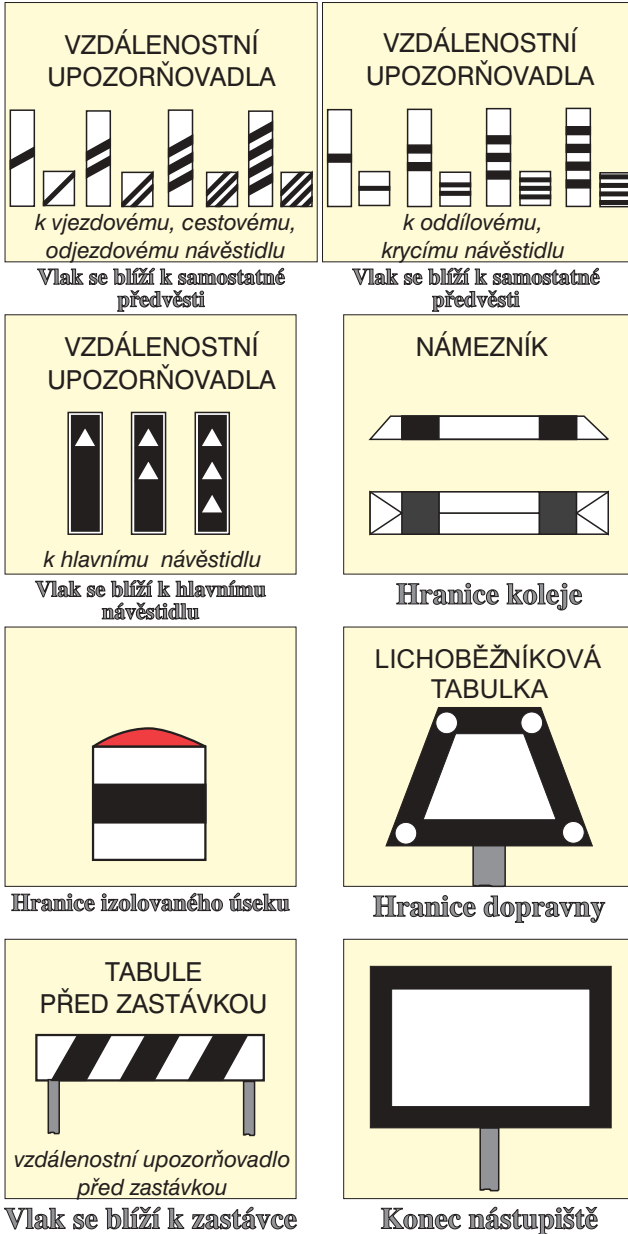 VZDÁLENOSTNÍ
UPOZORŇOVADLA
k vjezdovému, cestovému,
odjezdovému návěstidlu
Vlak se blíží k samostatné
předvěsti
VZDÁLENOSTNÍ
UPOZORŇOVADLA
k oddílovému,
krycímu návěstidlu
Vlak se blíží k samostatné
předvěsti
VZDÁLENOSTNÍ
UPOZORŇOVADLA
k hlavnímu návěstidlu
Vlak se blíží k hlavnímu
návěstidlu
NÁMEZNÍK
Hranice koleje
Hranice izolovaného úseku
LICHOBĚŽNÍKOVÁ
TABULKA
Hranice dopravny
TABULE
PŘED ZASTÁVKOU
vzdálenostní upozorňovadlo
před zastávkou
Vlak se blíží k zastávce
Konec nástupiště